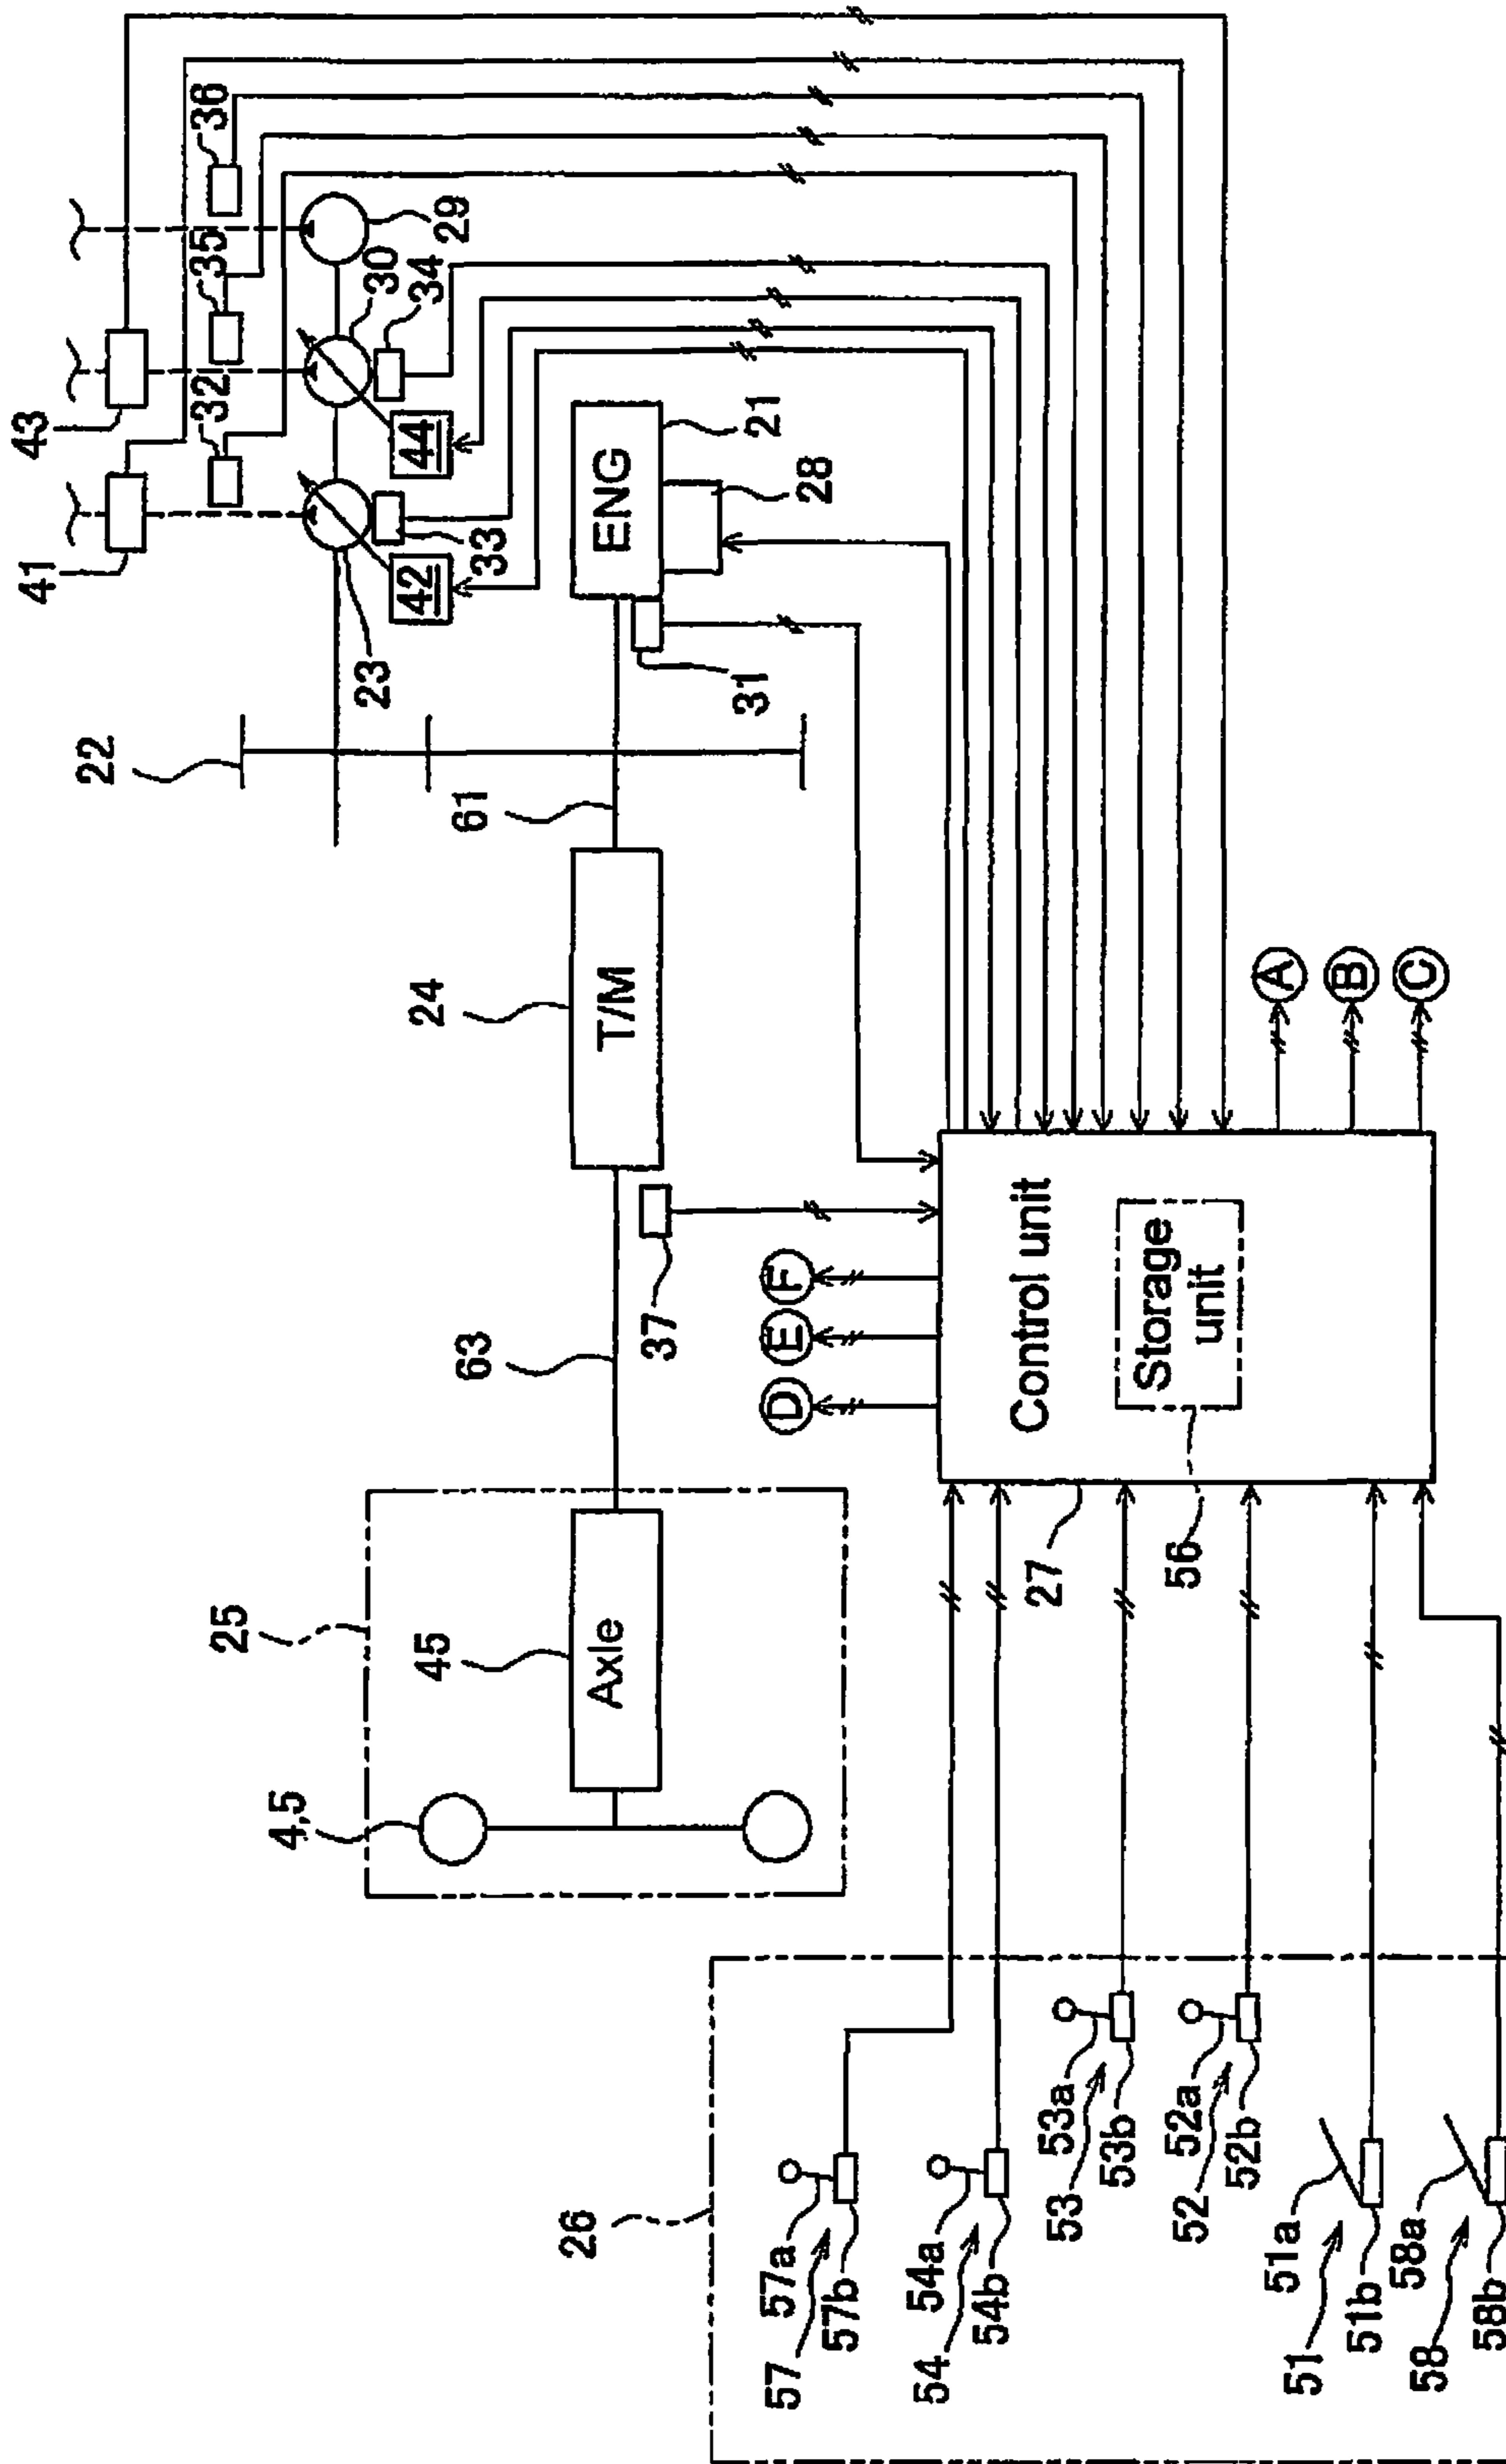 43
41
36
35
32
29
30
34
44
33
42
23
22
ENG
21
28
31
61
24
T/M
63
37
25
45
Axle
4,5
D
E
F
A
B
C
Control unit
Storage
unit
27
56
26
57a
57
57b
54a
54
54b
53a
53
53b
52a
52
52b
51a
51
51b
58a
58
58b